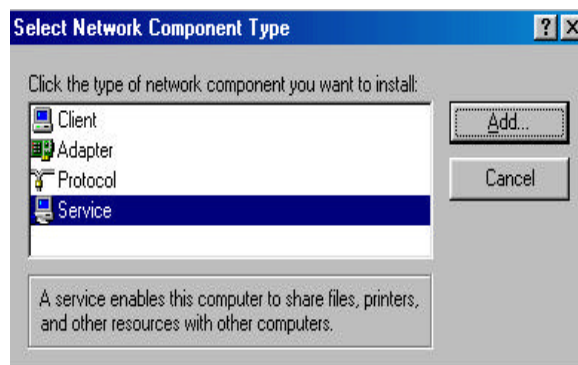 Select Network Component Type
Click the type of network component you want to install:
Client
Adapter
Protocol
Service
Add...
Cancel
A service enables this computer to share files, printers,
and other resources with other computers.